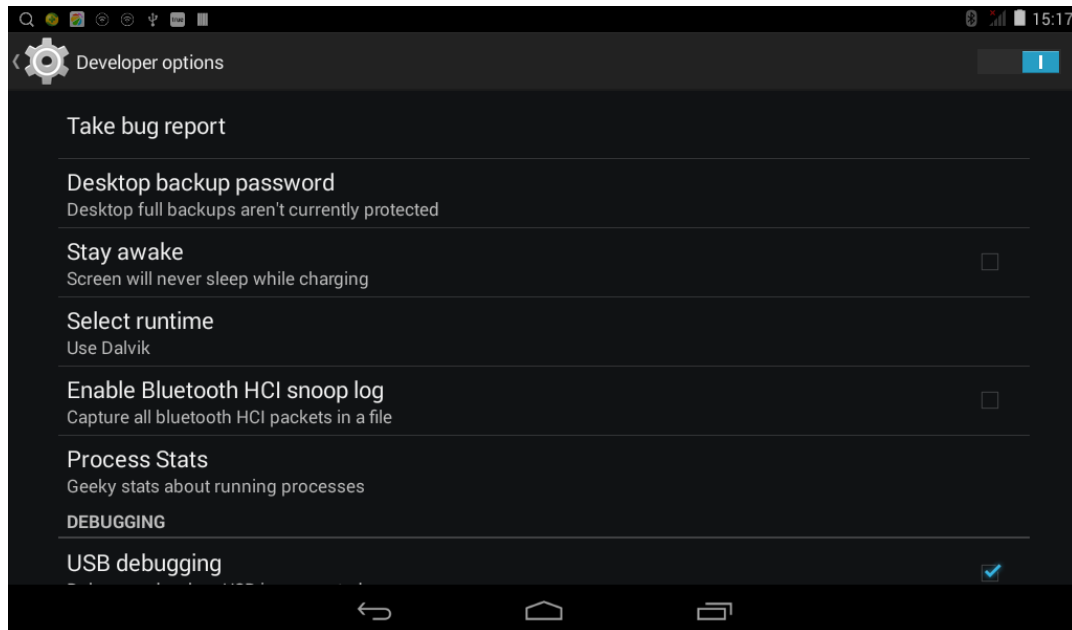 15:17
Developer options
Take bug report
Desktop backup password
Desktop full backups aren't currently protected
Stay awake
Screen will never sleep while charging
Select runtime
Use Dalvik
Enable Bluetooth HCI snoop log
Capture all bluetooth HCI packets in a file
Process Stats
Geeky stats about running processes
DEBUGGING
USB debugging